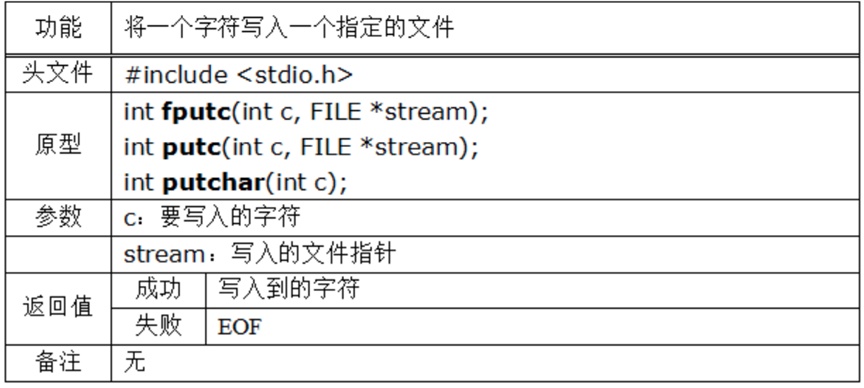 功能 将一个字符写入一个指定的文件
头文件 #include <stdio.h>
原型 int fputc(int c, FILE *stream);
int putc(int c, FILE *stream);
int putchar(int c);
参数 c：要写入的字符
stream：写入的文件指针
返回值 成功 写入到的字符
失败 EOF
备注 无